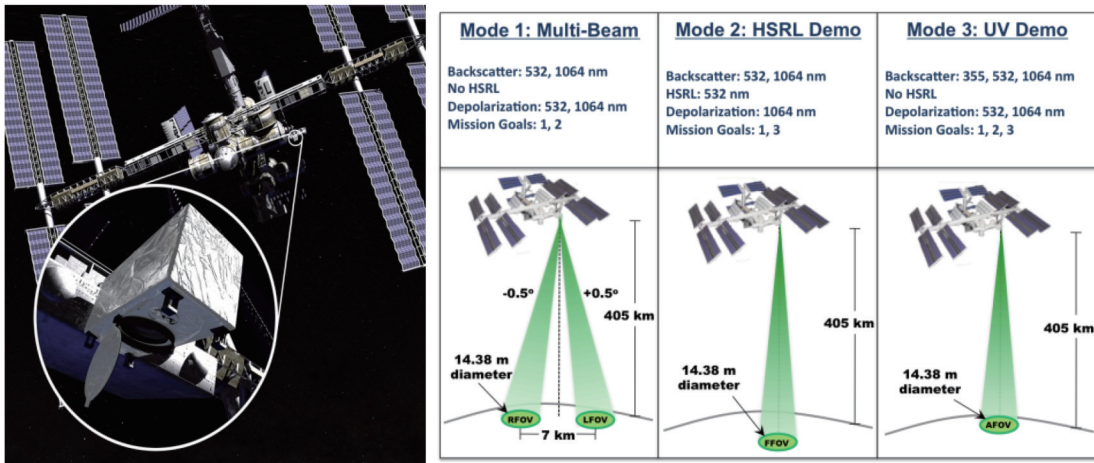 Mode 1: Multi-Beam
Backscatter: 532, 1064 nm
No HSRL
Depolarization: 532, 1064 nm
Mission Goals: 1, 2
-0.5°
+0.5°
405 km
14.38 m
diameter
RFOV
LFOV
7 km
Mode 2: HSRL Demo
Backscatter: 532, 1064 nm
HSRL: 532 nm
Depolarization: 1064 nm
Mission Goals: 1, 3
405 km
14.38 m
diameter
FFOV
Mode 3: UV Demo
Backscatter: 355, 532, 1064 nm
No HSRL
Depolarization: 532, 1064 nm
Mission Goals: 1, 2, 3
405 km
14.38 m
diameter
AFOV